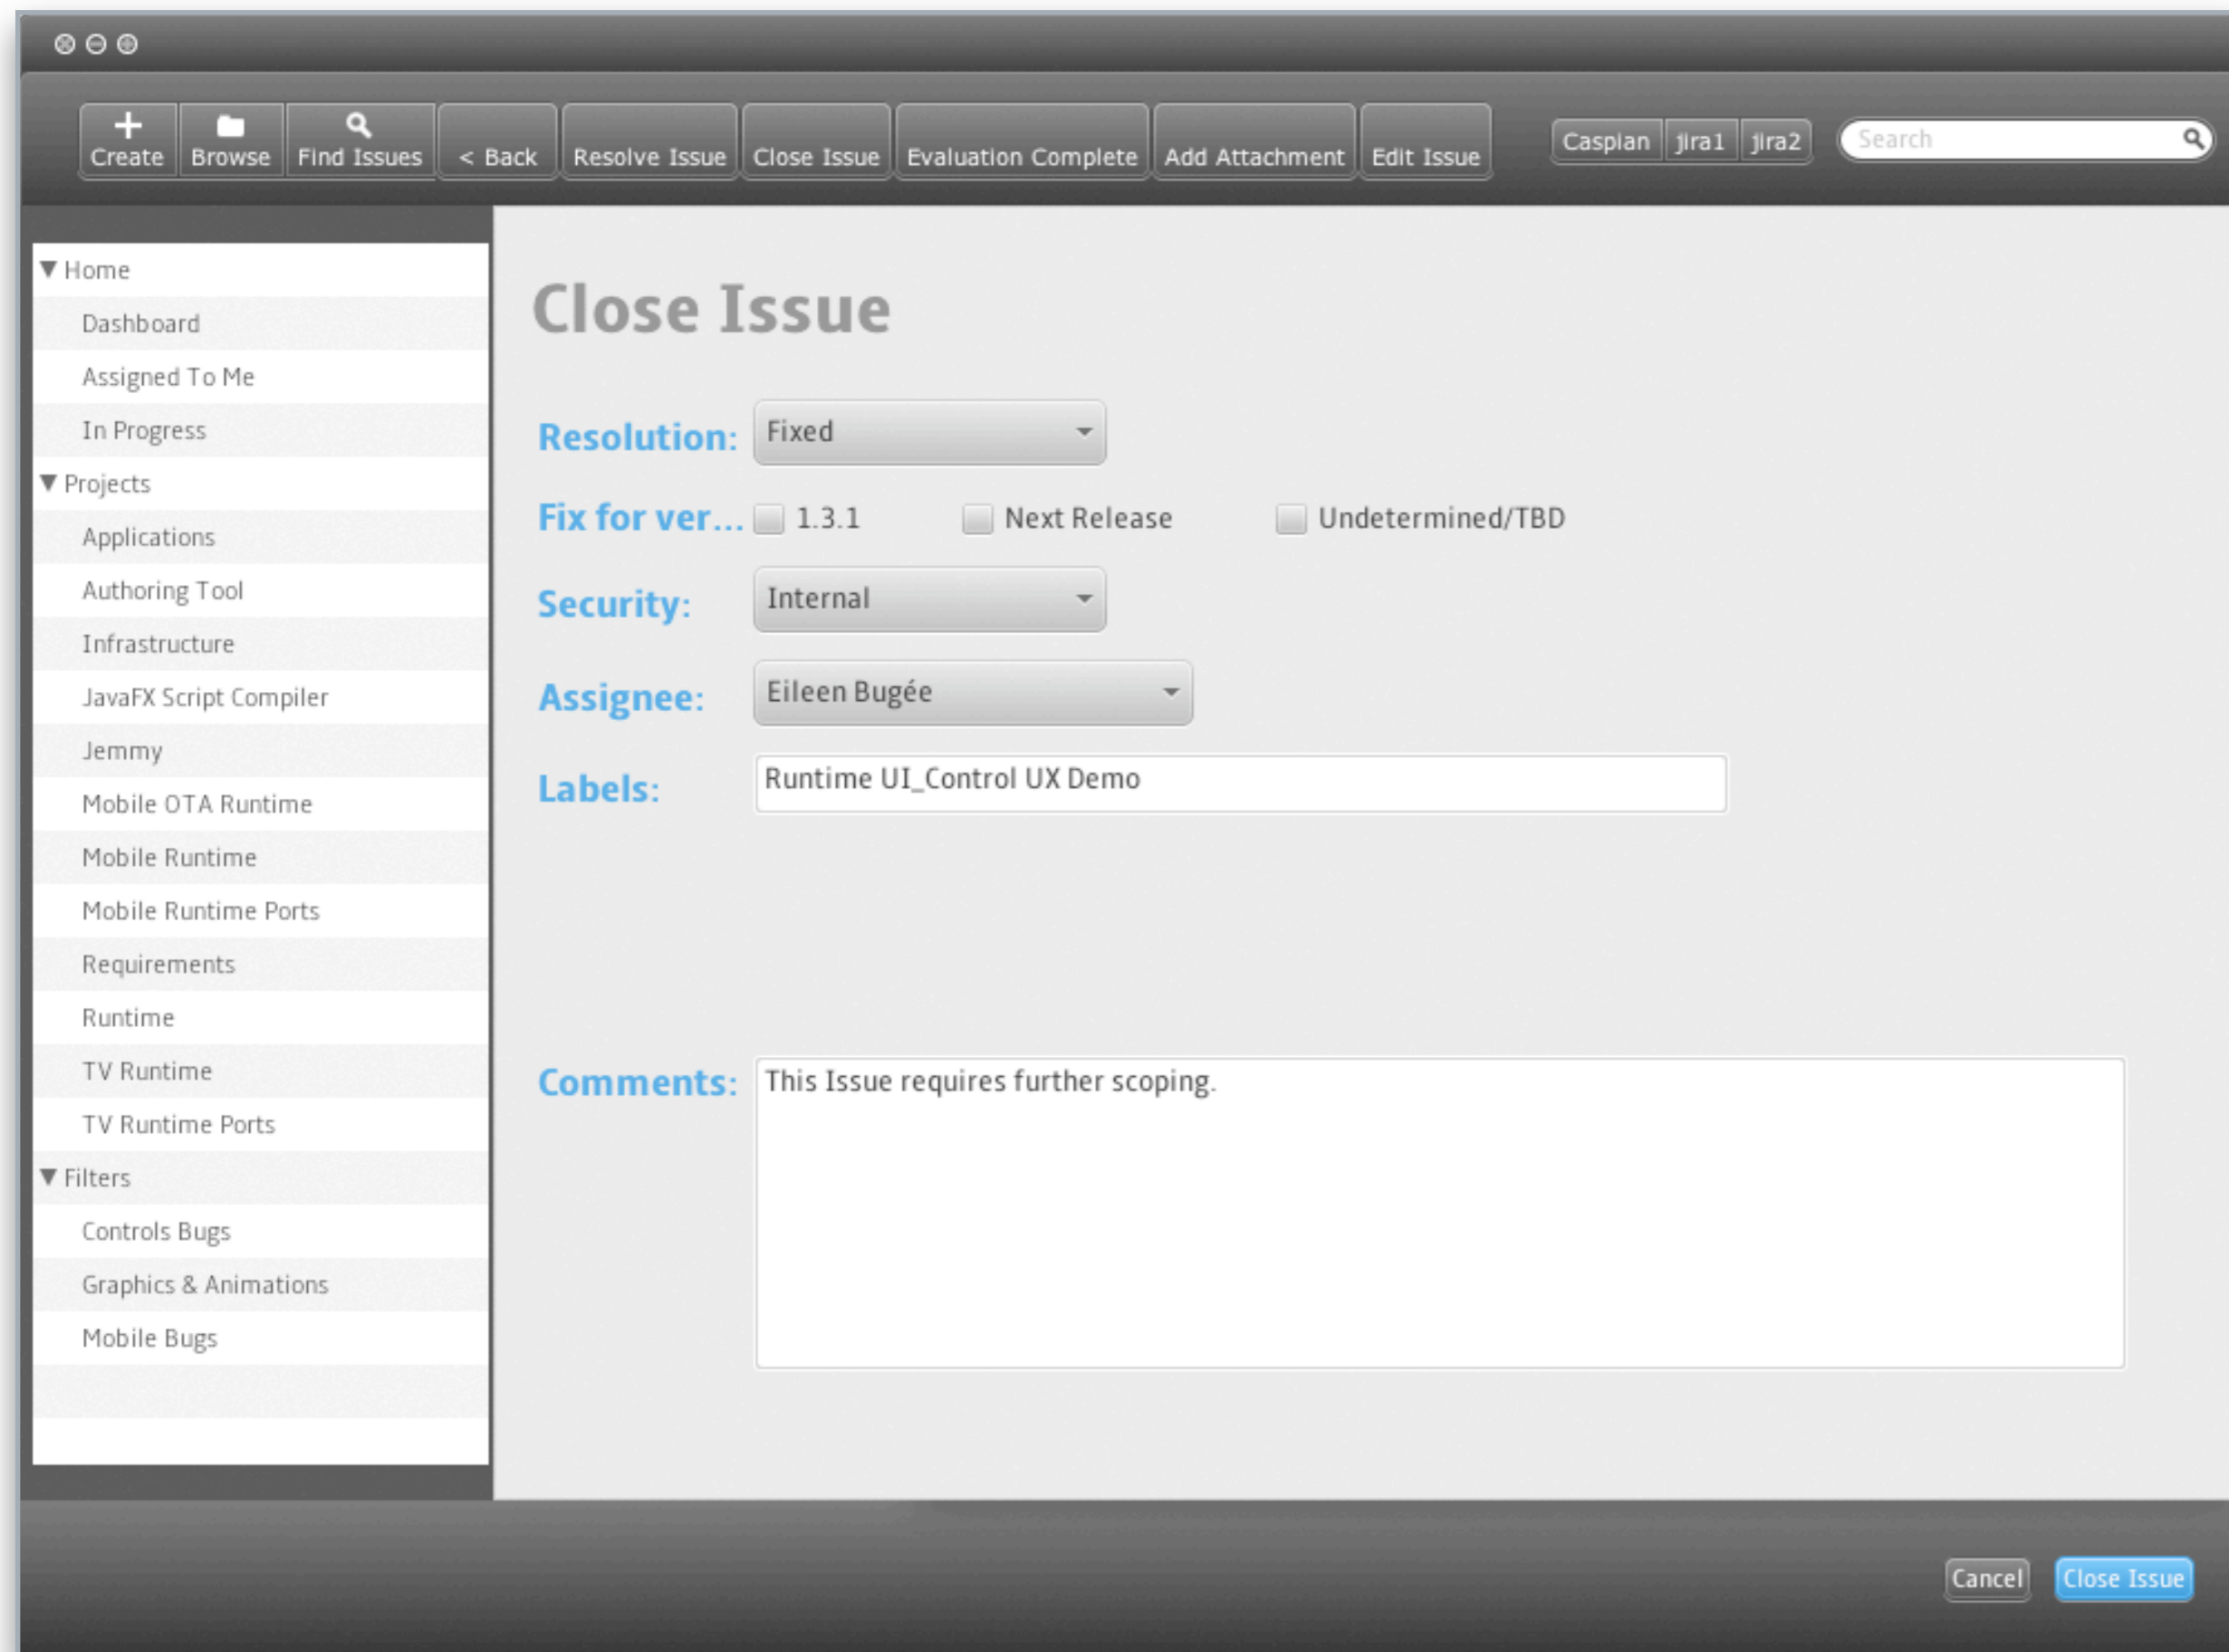 Create Browse Find Issues < Back Resolve Issue Close Issue Evaluation Complete Add Attachment Edit Issue Caspian jira1 jira2 Search
Home
Dashboard
Assigned To Me
In Progress
Projects
Applications
Authoring Tool
Infrastructure
JavaFX Script Compiler
Jemmy
Mobile OTA Runtime
Mobile Runtime
Mobile Runtime Ports
Requirements
Runtime
TV Runtime
TV Runtime Ports
Filters
Controls Bugs
Graphics & Animations
Mobile Bugs
Close Issue
Resolution: Fixed
Fix for ver... 1.3.1 Next Release Undetermined/TBD
Security: Internal
Assignee: Eileen Bugée
Labels: Runtime UI_Control UX Demo
Comments: This Issue requires further scoping.
Cancel Close Issue